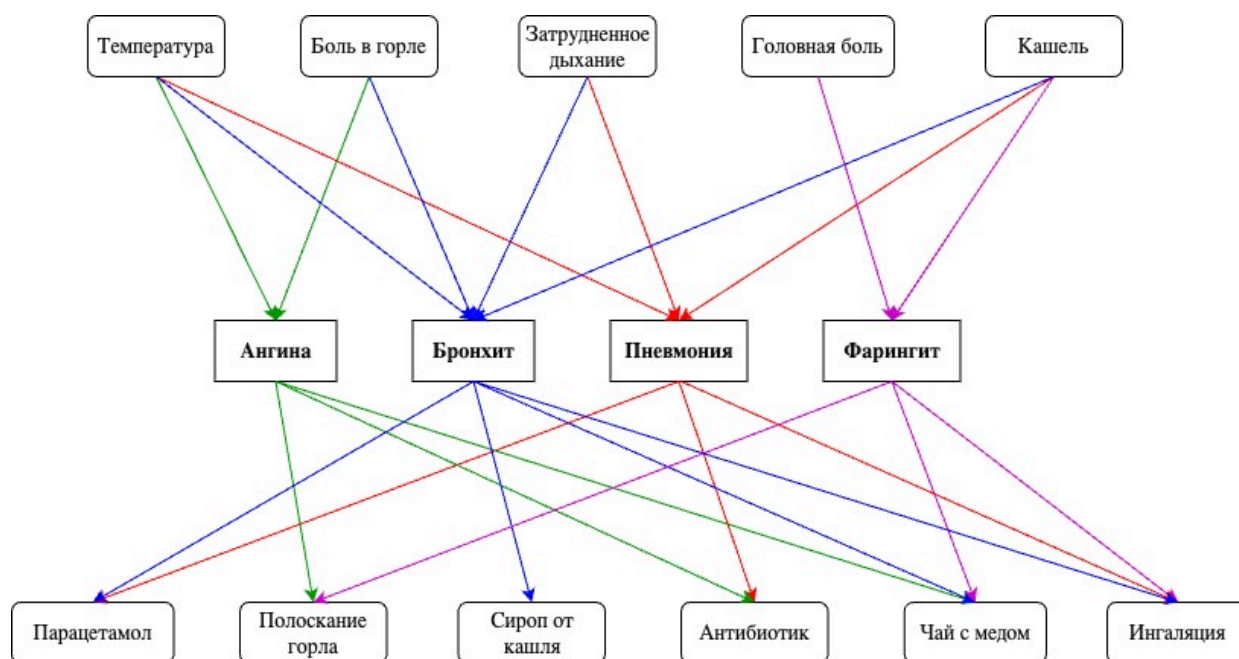 Температура
Боль в горле
Затрудненное
дыхание
Головная боль
Кашель
Ангина
Бронхит
Пневмония
Фарингит
Парацетамол
Полоскание
горла
Сироп от
кашля
Антибиотик
Чай с медом
Ингаляция